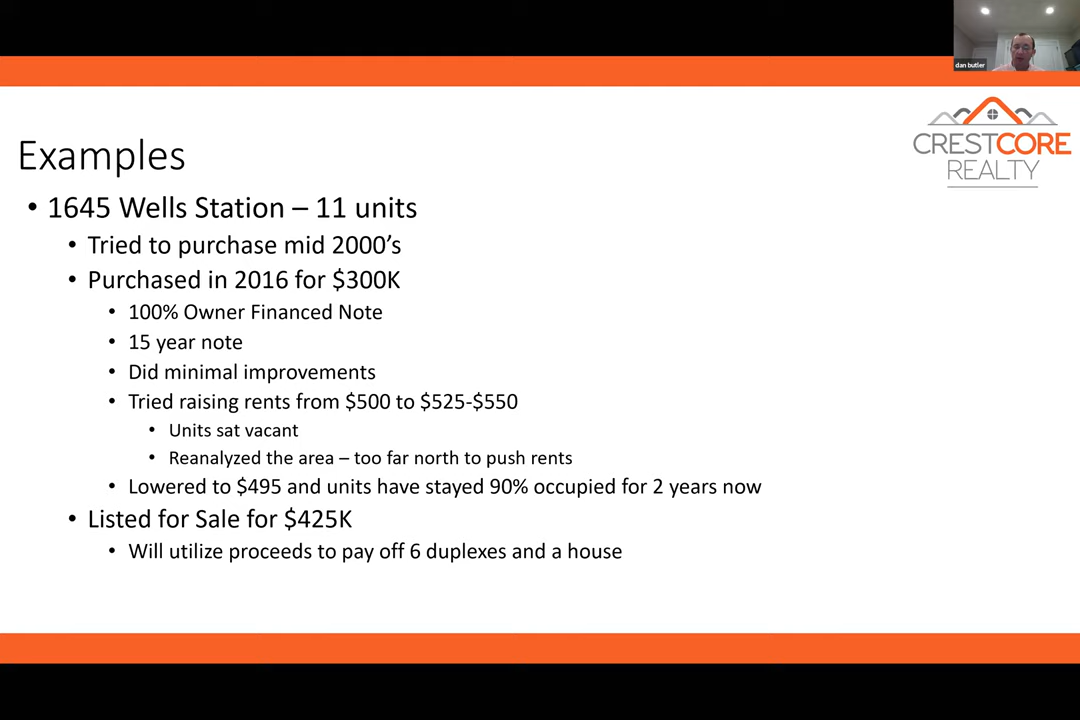 dan butler
CRESTCORE
REALTY
Examples
• 1645 Wells Station – 11 units
• Tried to purchase mid 2000’s
• Purchased in 2016 for $300K
• 100% Owner Financed Note
• 15 year note
• Did minimal improvements
• Tried raising rents from $500 to $525-$550
• Units sat vacant
• Reanalyzed the area – too far north to push rents
• Lowered to $495 and units have stayed 90% occupied for 2 years now
• Listed for Sale for $425K
• Will utilize proceeds to pay off 6 duplexes and a house